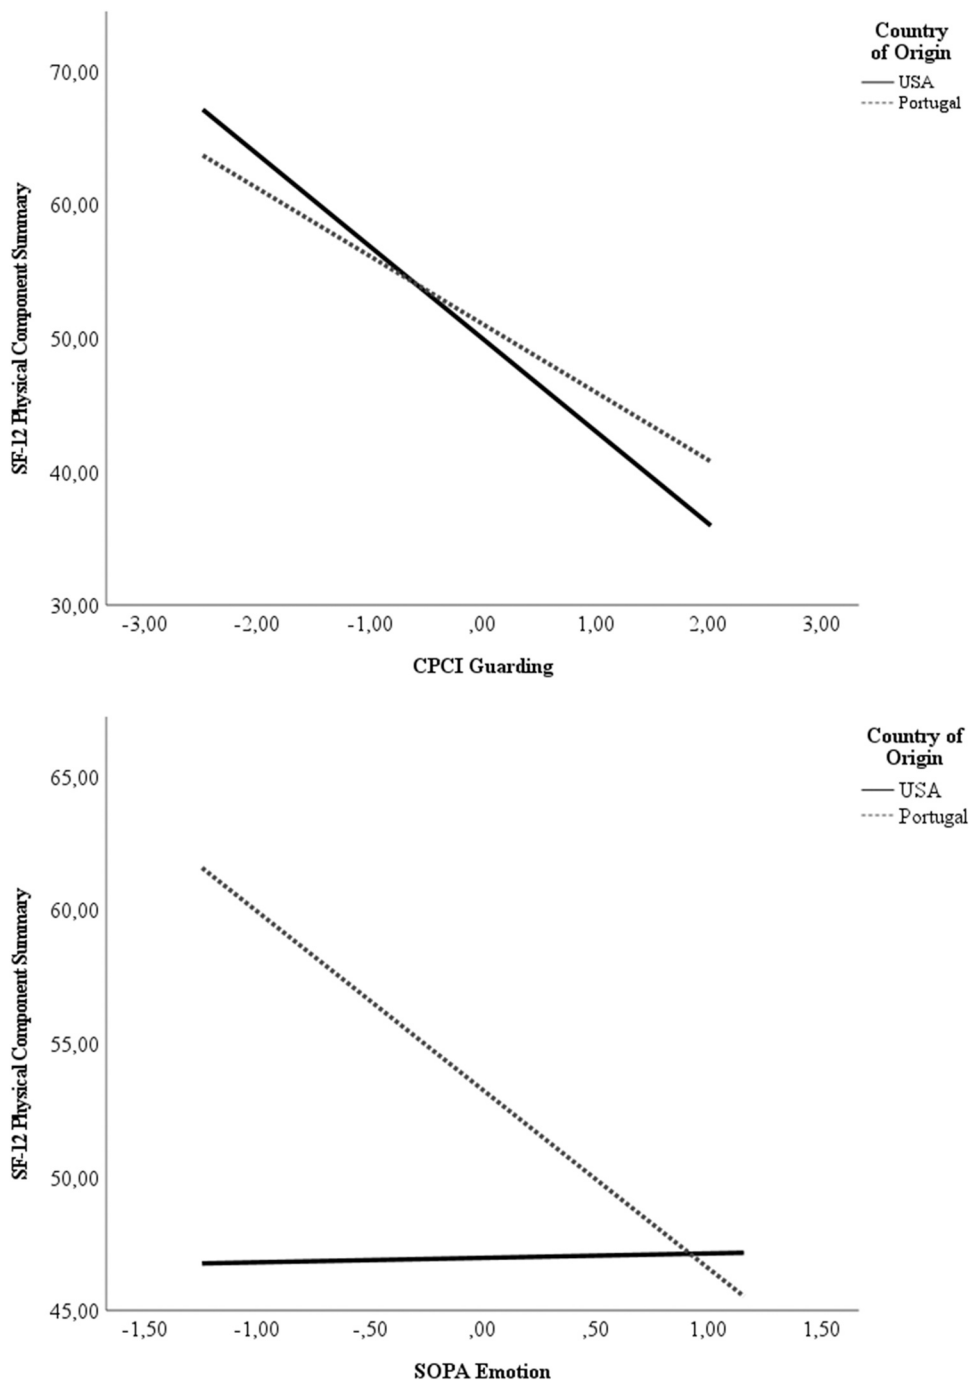 Country
of Origin
USA
Portugal
70,00
60,00
50,00
40,00
30,00
SF-12 Physical Component Summary
-3,00 -2,00 -1,00 ,00 1,00 2,00 3,00
CPCI Guarding
Country of
Origin
USA
Portugal
65,00
60,00
55,00
50,00
45,00
SF-12 Physical Component Summary
-1,50 -1,00 -,50 ,00 ,50 1,00 1,50
SOPA Emotion